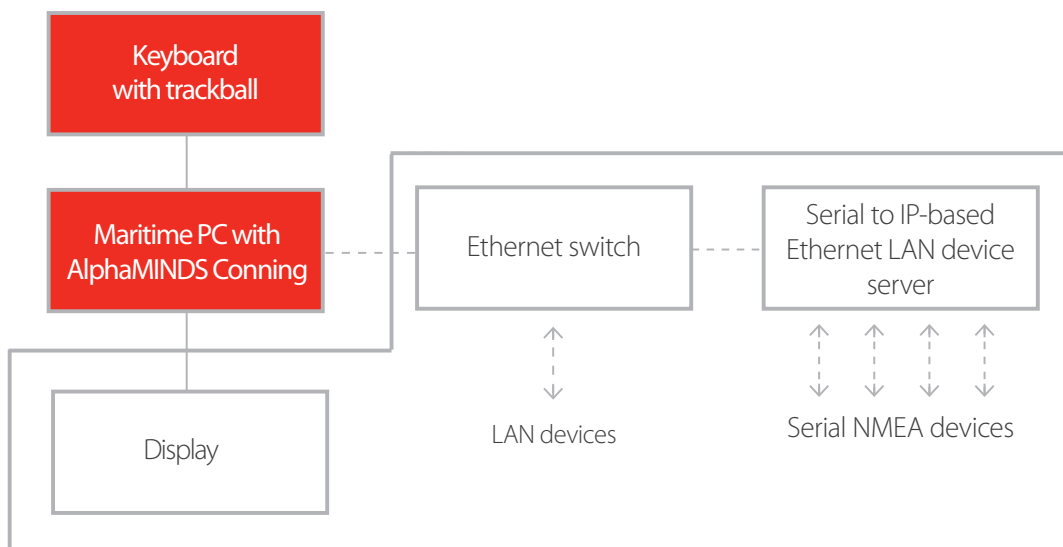 Keyboard
with trackball
Maritime PC with
AlphaMINDS Conning
Ethernet switch
Serial to IP-based
Ethernet LAN device
server
Display
LAN devices
Serial NMEA devices